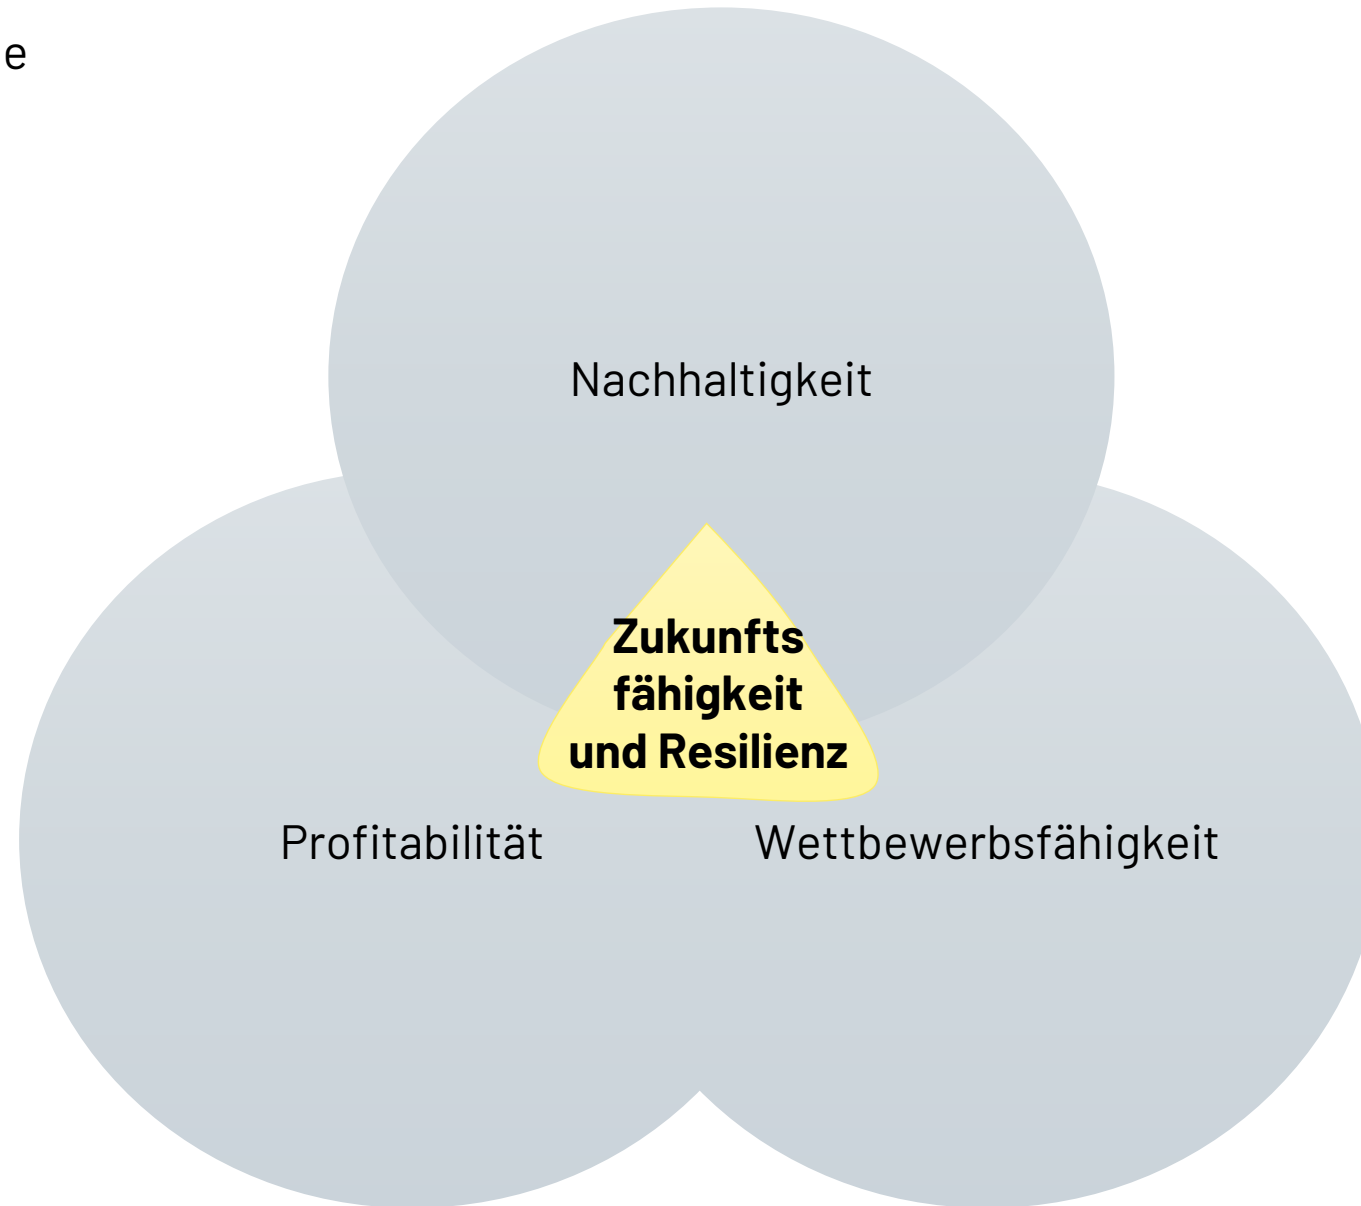 e
Nachhaltigkeit
Zukunfts
fähigkeit
und Resilienz
Profitabilität
Wettbewerbsfähigkeit